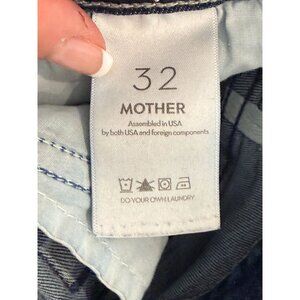 32
MOTHER
Assembled in USA
by both USA and foreign components
DO YOUR OWN LAUNDRY